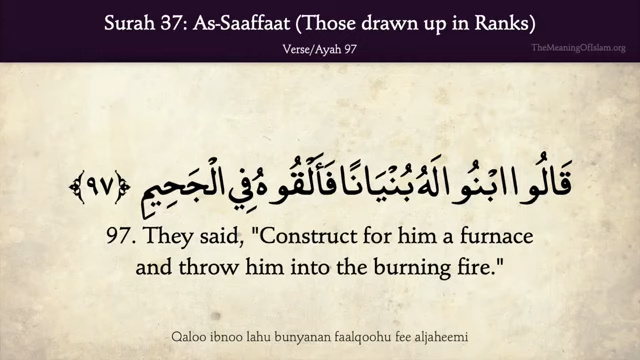 Surah 37: As-Saaffaat (Those drawn up in Ranks)
Verse/Ayah 97
TheMeaningOfIslam.org
قَالُوا ابْنُوا لَهُ بُنْيَانًا فَأَلْقُوهُ فِي الْجَحِيمِ ﴿٩٧﴾
97. They said, "Construct for him a furnace
and throw him into the burning fire."
Qaloo ibnoo lahu bunyanan faalqoohu fee aljaheemi